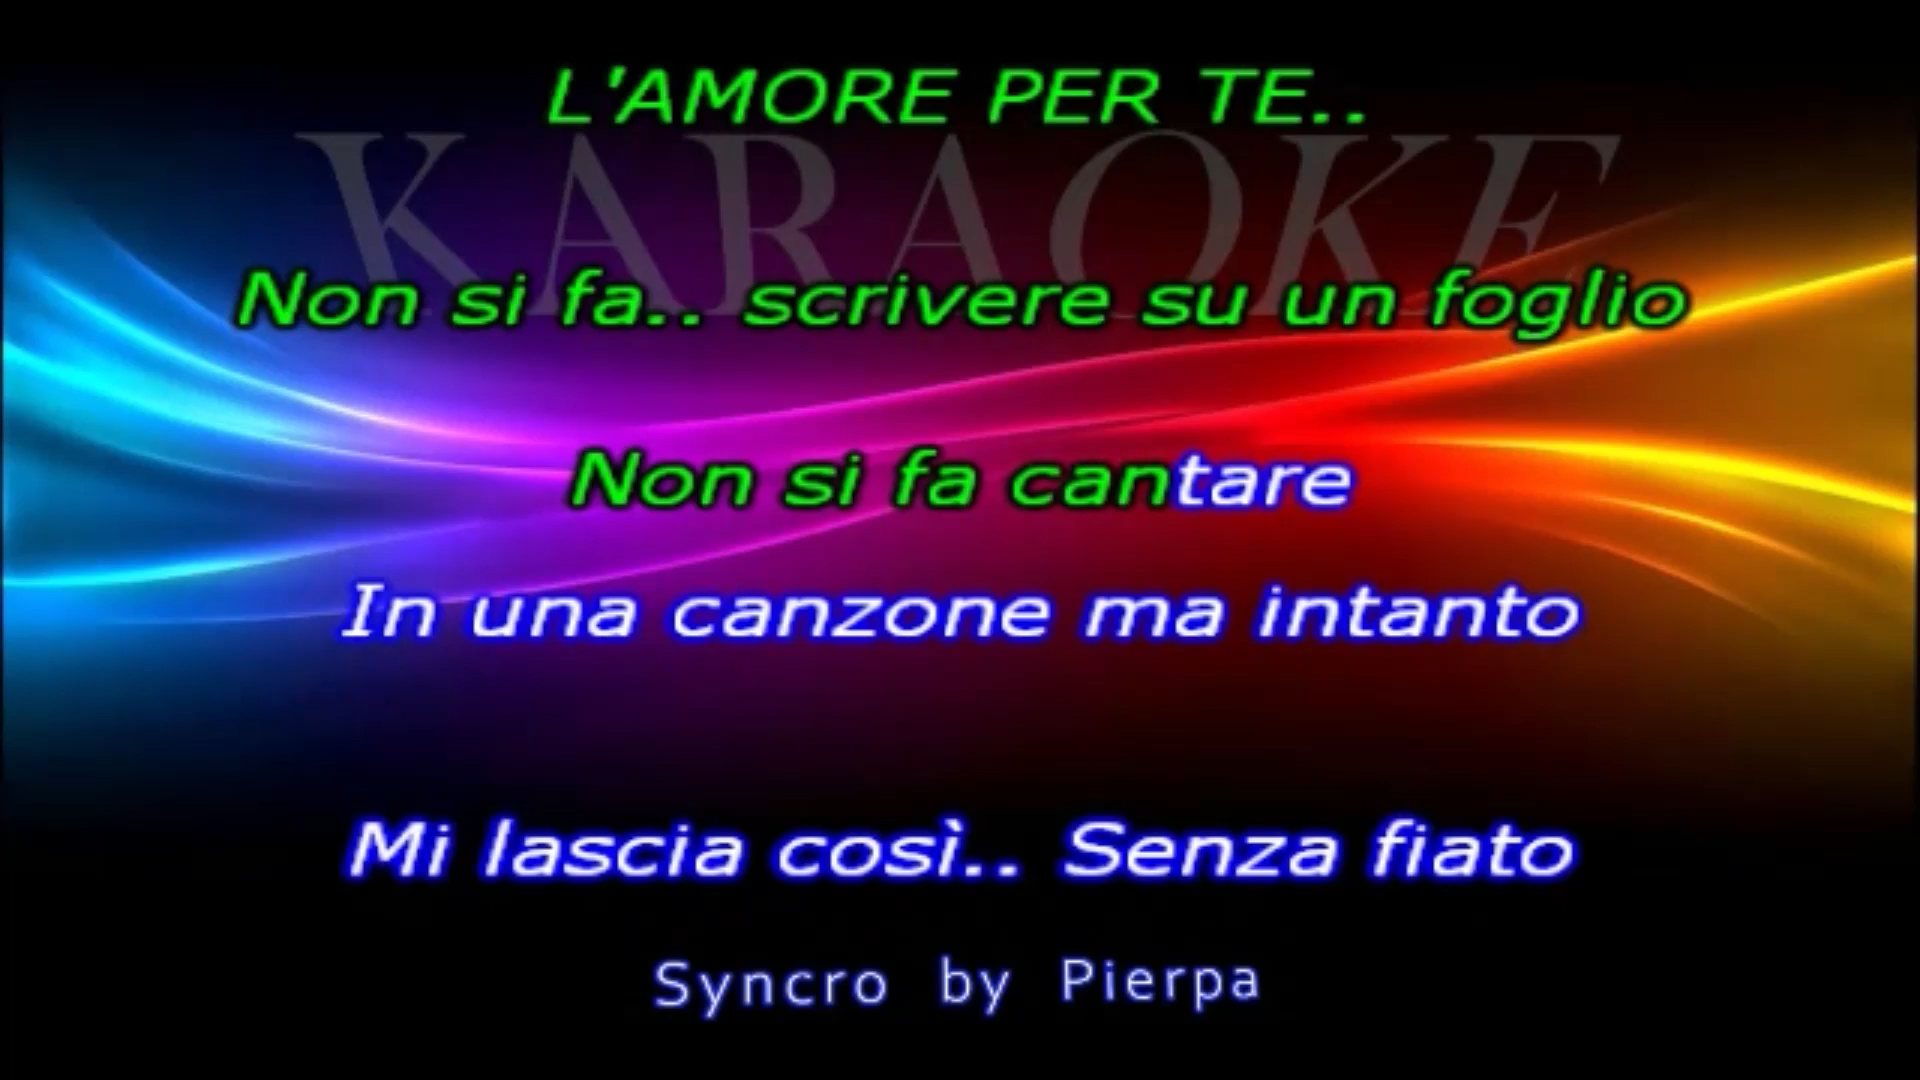 L'AMORE PER TE..
KARAOKE
Non si fa.. scrivere su un foglio
Non si fa cantare
In una canzone ma intanto
Mi lascia così.. Senza fiato
Syncro by Pierpa